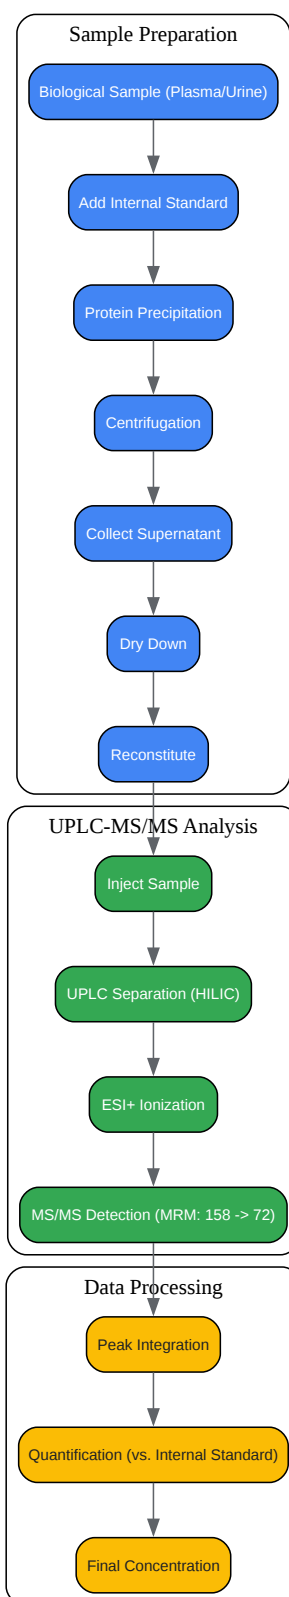 Sample Preparation
Biological Sample (Plasma/Urine)
Add Internal Standard
Protein Precipitation
Centrifugation
Collect Supernatant
Dry Down
Reconstitute
UPLC-MS/MS Analysis
Inject Sample
UPLC Separation (HILIC)
ESI+ Ionization
MS/MS Detection (MRM: 158 -> 72)
Data Processing
Peak Integration
Quantification (vs. Internal Standard)
Final Concentration